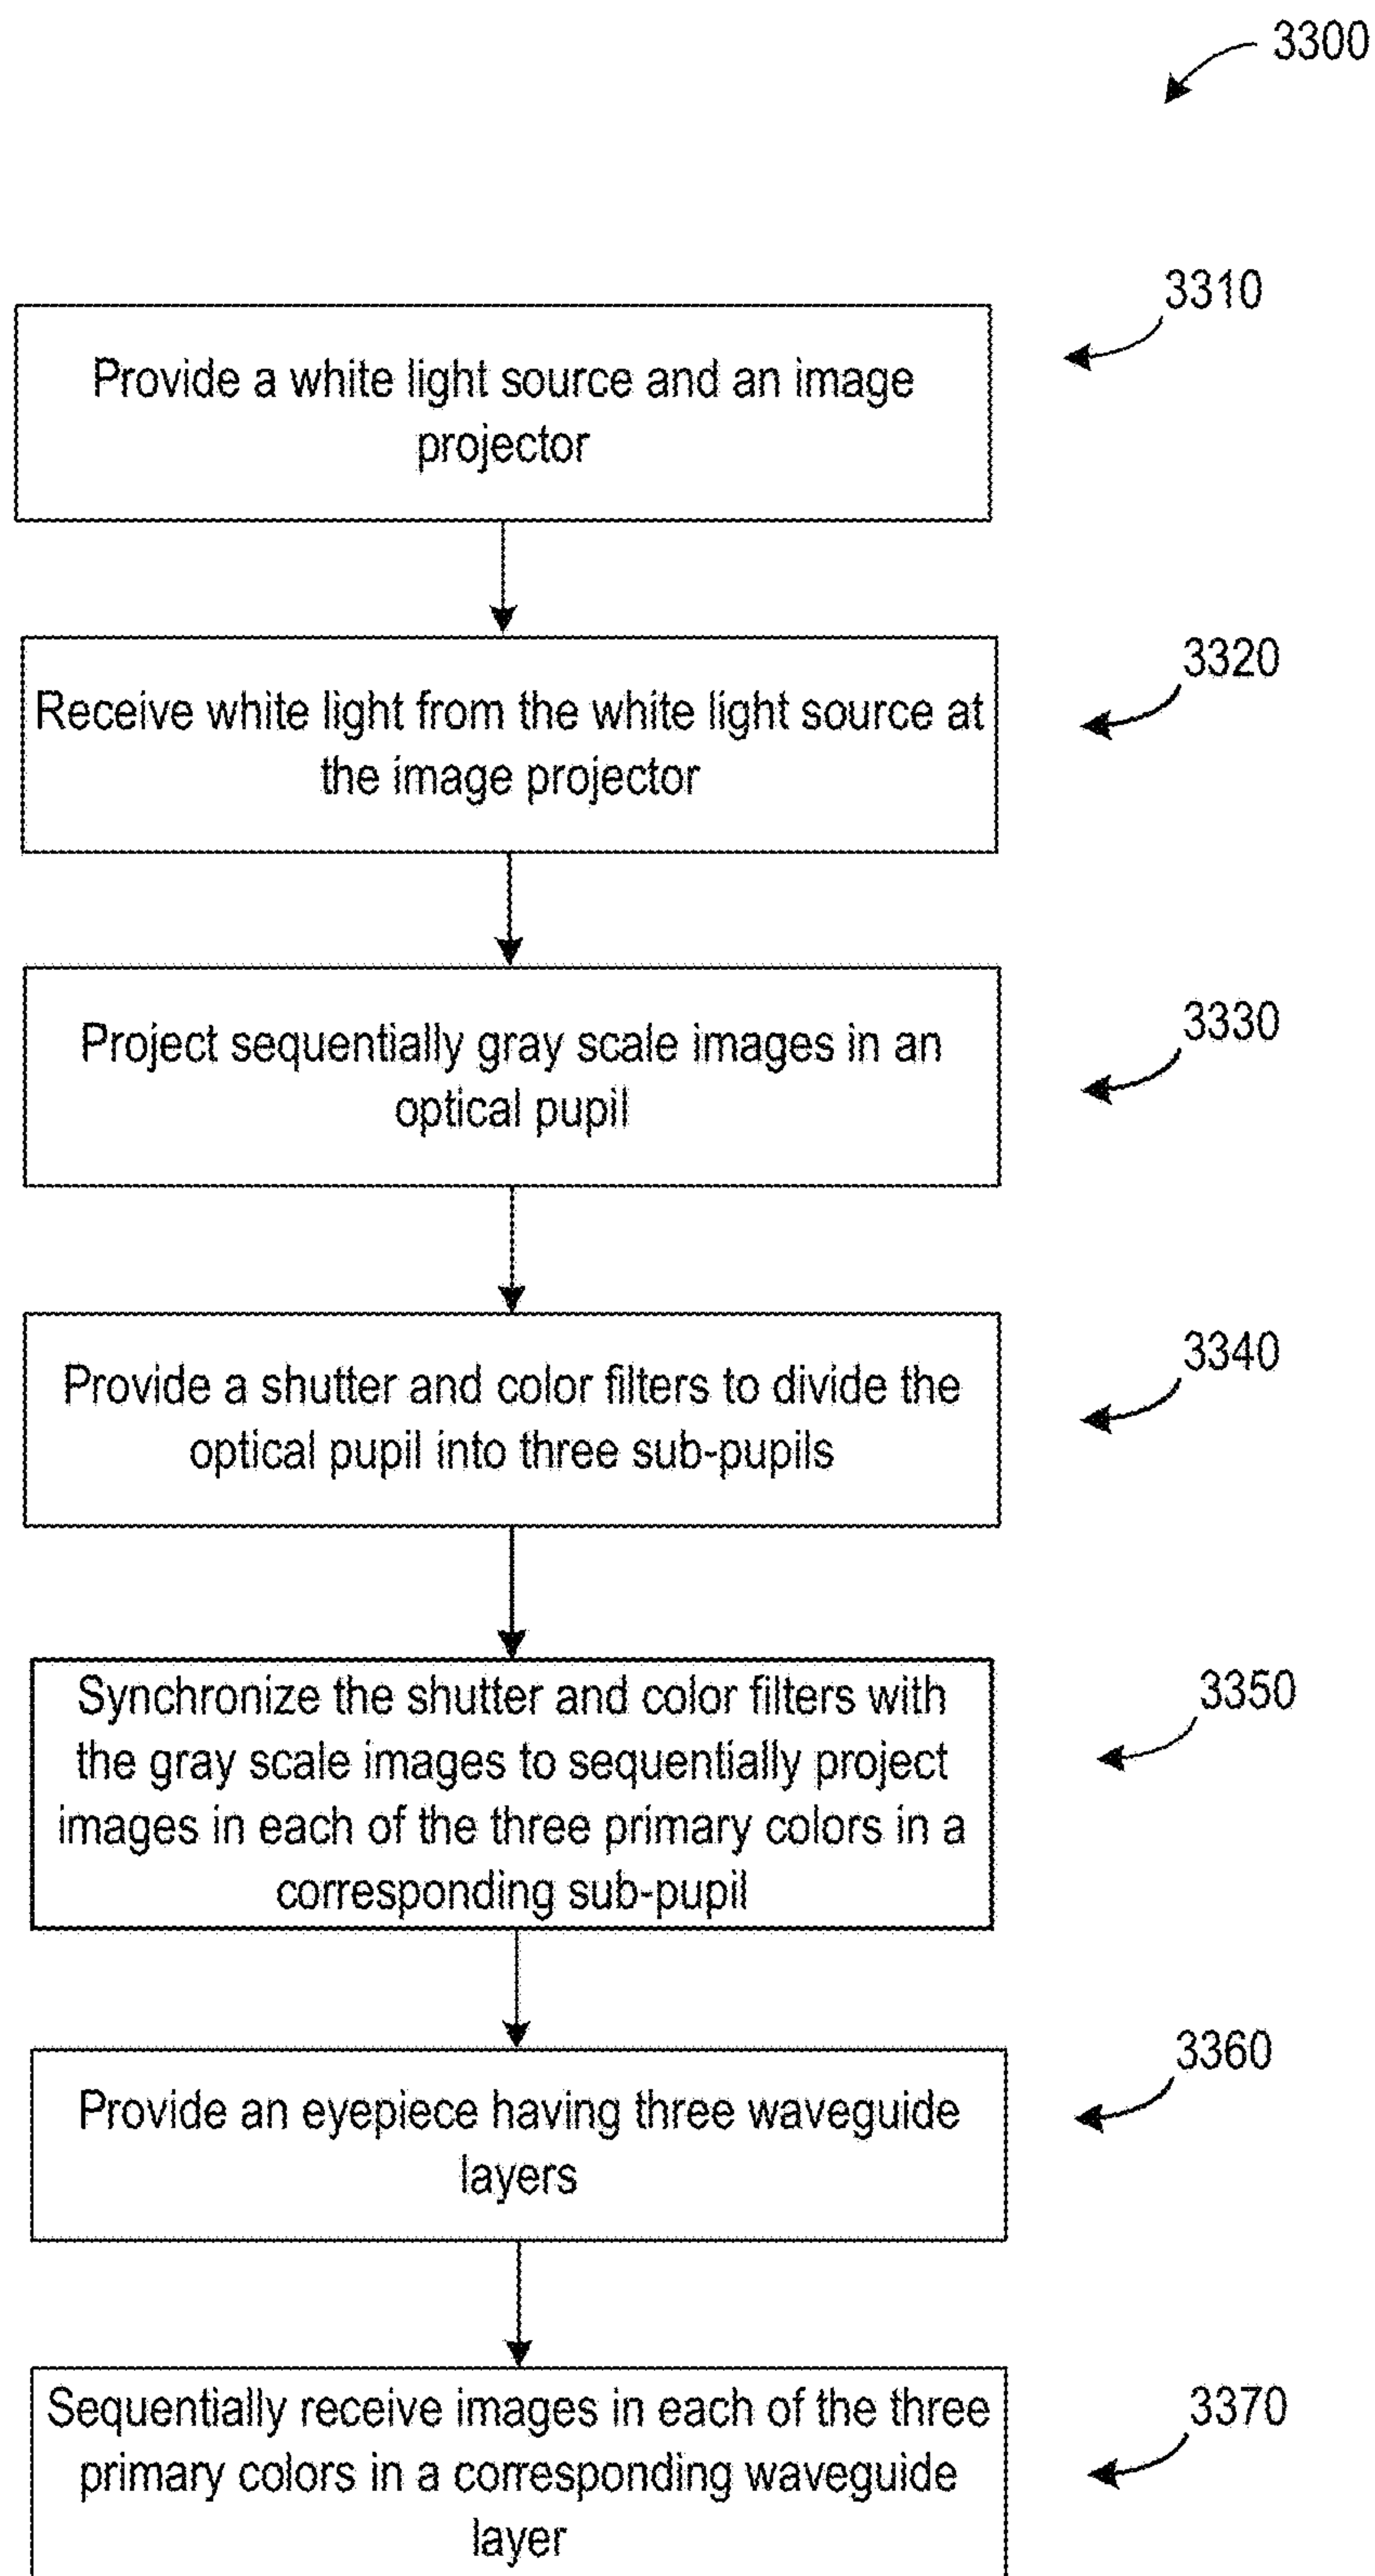 3300
3310
Provide a white light source and an image
projector
3320
Receive white light from the white light source at
the image projector
3330
Project sequentially gray scale images in an
optical pupil
3340
Provide a shutter and color filters to divide the
optical pupil into three sub-pupils
3350
Synchronize the shutter and color filters with
the gray scale images to sequentially project
images in each of the three primary colors in a
corresponding sub-pupil
3360
Provide an eyepiece having three waveguide
layers
3370
Sequentially receive images in each of the three
primary colors in a corresponding waveguide
layer